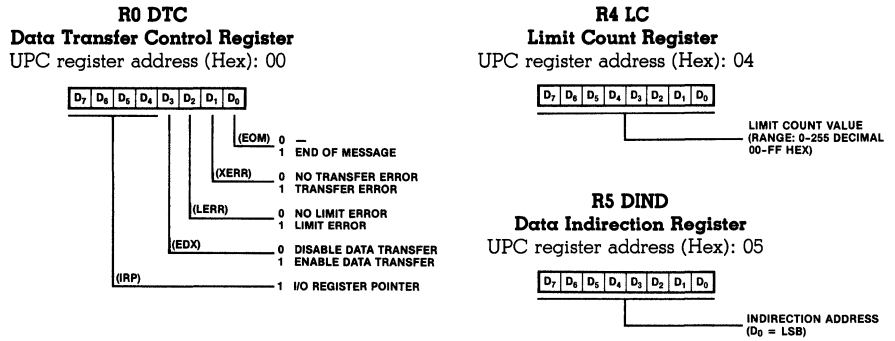 R0 DTC
Data Transfer Control Register
UPC register address (Hex): 00
D7 D6 D5 D4 D3 D2 D1 D0
(EOM) 0 —
1 END OF MESSAGE
(XERR) 0 NO TRANSFER ERROR
1 TRANSFER ERROR
(LERR) 0 NO LIMIT ERROR
1 LIMIT ERROR
(EDX) 0 DISABLE DATA TRANSFER
1 ENABLE DATA TRANSFER
(IRP) 1 I/O REGISTER POINTER
R4 LC
Limit Count Register
UPC register address (Hex): 04
D7 D6 D5 D4 D3 D2 D1 D0
LIMIT COUNT VALUE
(RANGE: 0-255 DECIMAL
00-FF HEX)
R5 DIND
Data Indirection Register
UPC register address (Hex): 05
D7 D6 D5 D4 D3 D2 D1 D0
INDIRECTION ADDRESS
(D0 = LSB)